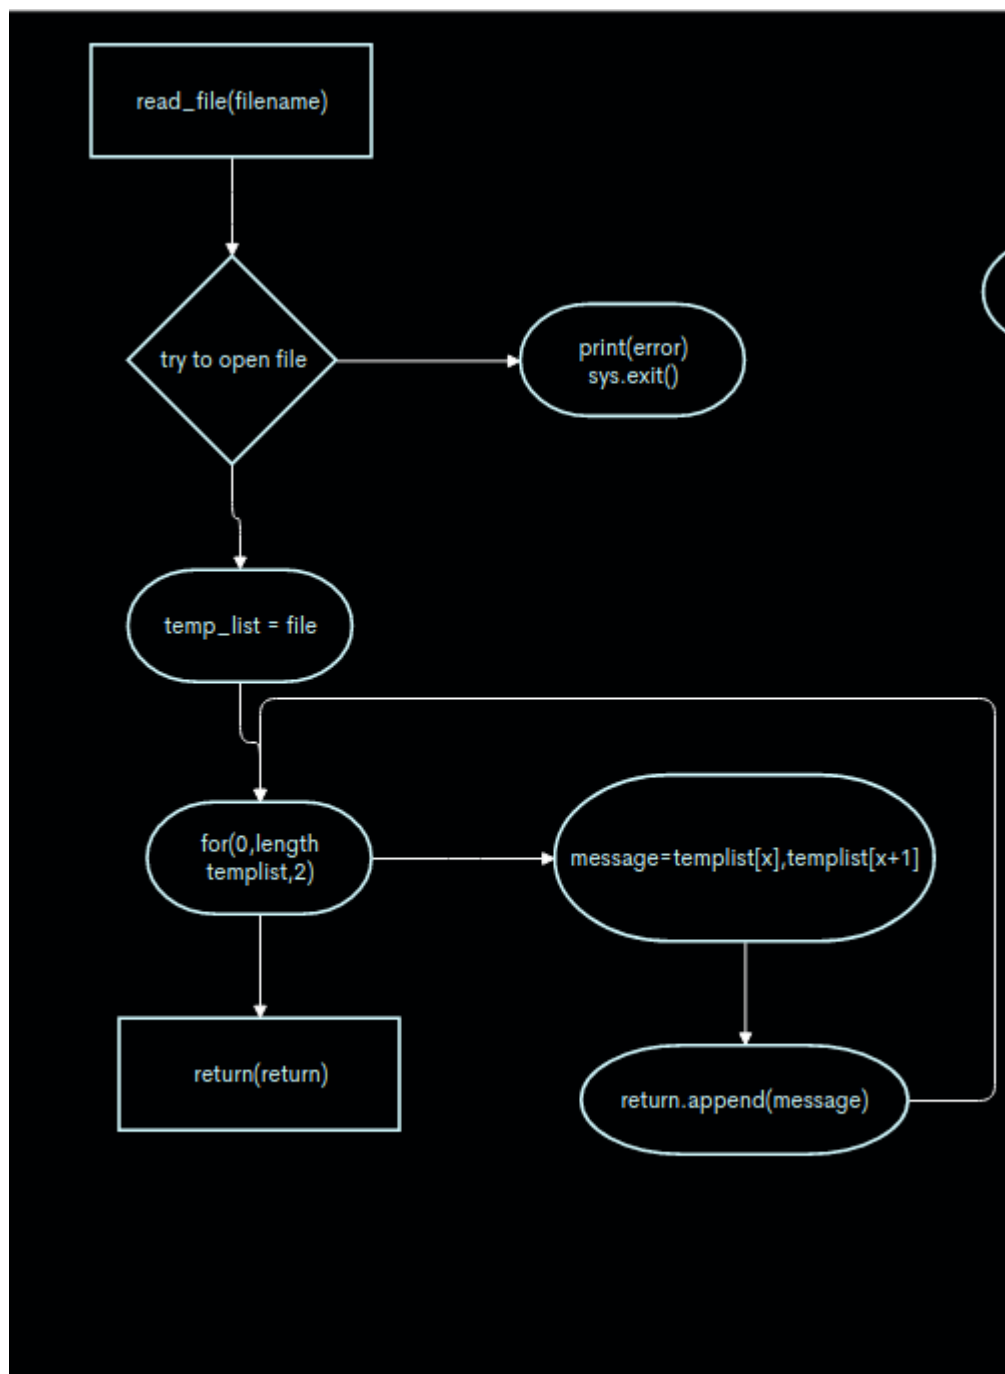 read_file(filename)
try to open file
print(error)
sys.exit()
temp_list = file
for(0,length
templist,2)
message=templist[x],templist[x+1]
return(return)
return.append(message)